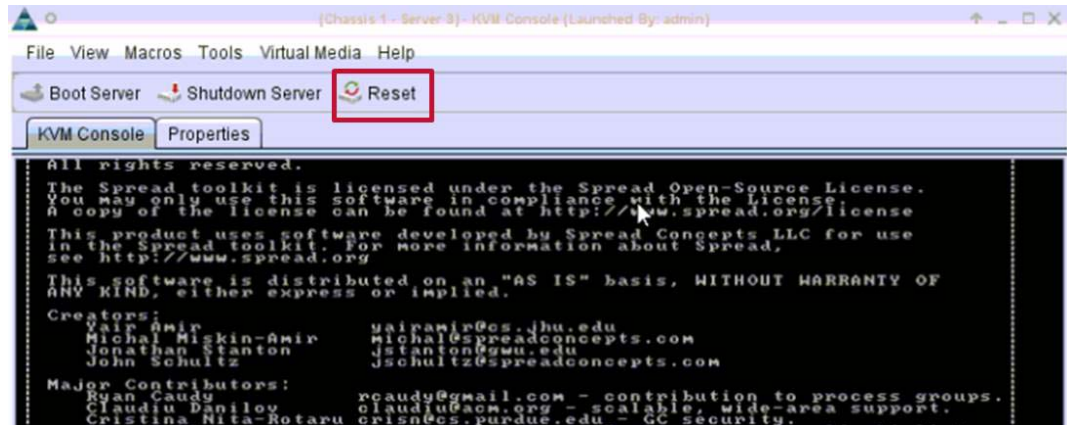 (Chassis 1 - Server 3) - KVM Console (Launched By: admin)
File View Macros Tools Virtual Media Help
Boot Server Shutdown Server Reset
KVM Console Properties
All rights reserved.
The Spread toolkit is licensed under the Spread Open-Source License.
You may only use this software in compliance with the License.
A copy of the license can be found at http://www.spread.org/license
This product uses software developed by Spread Concepts LLC for use
in the Spread toolkit. For more information about Spread,
see http://www.spread.org
This software is distributed on an "AS IS" basis, WITHOUT WARRANTY OF
ANY KIND, either express or implied.
Creators:
Yair Amir yairamir@cs.jhu.edu
Michal Miskin-Amir michal@spreadconcepts.com
Jonathan Stanton jstanton@gwu.edu
John Schultz jschultz@spreadconcepts.com
Major Contributors:
Ryan Caudy rcaudy@gmail.com - contribution to process groups.
Claudiu Danilov claudiu@acm.org - scalable, wide-area support.
Cristina Nita-Rotaru crisn@cs.purdue.edu - GC security.